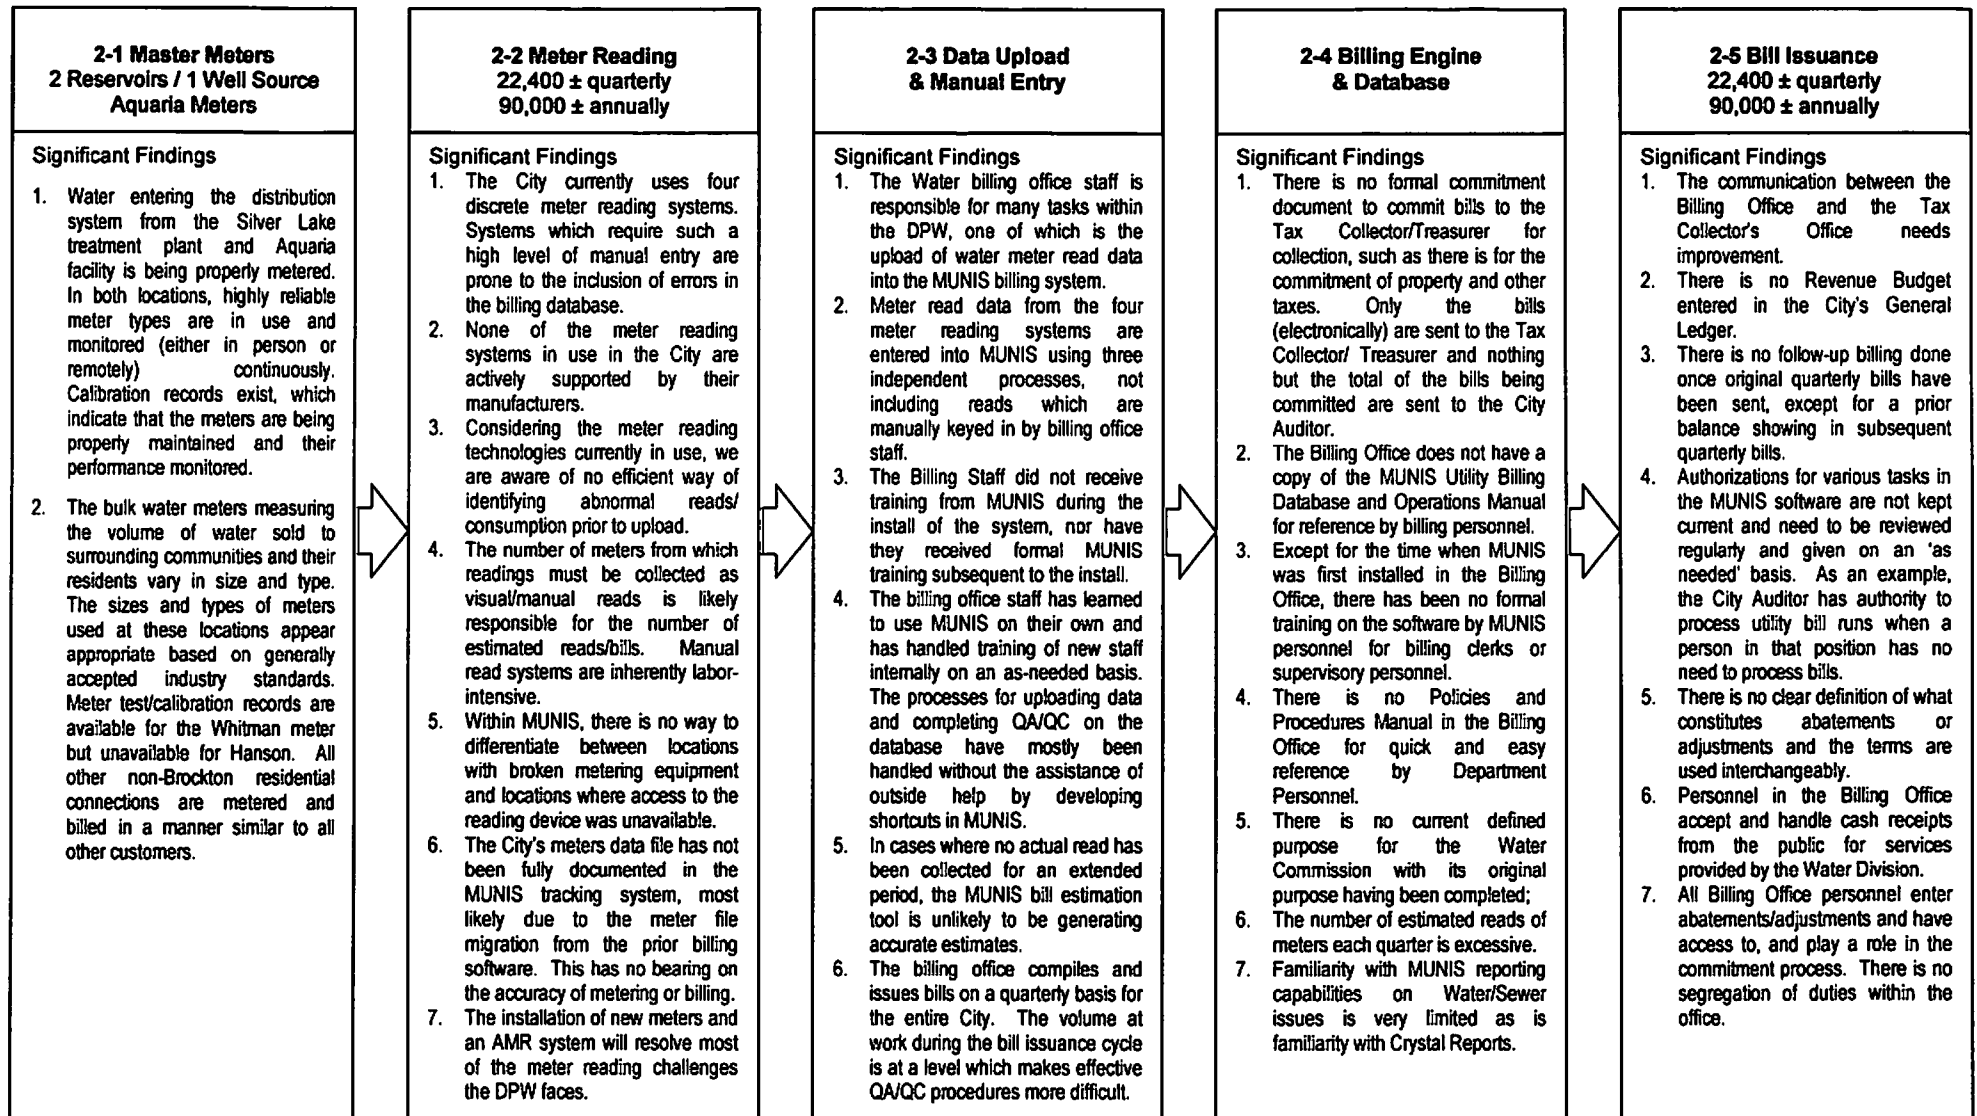 2-1 Master Meters
2 Reservoirs / 1 Well Source
Aquaria Meters
Significant Findings
1. Water entering the distribution
system from the Silver Lake
treatment plant and Aquaria
facility is being properly metered.
In both locations, highly reliable
meter types are in use and
monitored (either in person or
remotely) continuously.
Calibration records exist, which
indicate that the meters are being
properly maintained and their
performance monitored.
2. The bulk water meters measuring
the volume of water sold to
surrounding communities and their
residents vary in size and type.
The sizes and types of meters
used at these locations appear
appropriate based on generally
accepted industry standards.
Meter test/calibration records are
available for the Whitman meter
but unavailable for Hanson. All
other non-Brockton residential
connections are metered and
billed in a manner similar to all
other customers.
2-2 Meter Reading
22,400 ± quarterly
90,000 ± annually
Significant Findings
1. The City currently uses four
discrete meter reading systems.
Systems which require such a
high level of manual entry are
prone to the inclusion of errors in
the billing database.
2. None of the meter reading
systems in use in the City are
actively supported by their
manufacturers.
3. Considering the meter reading
technologies currently in use, we
are aware of no efficient way of
identifying abnormal reads/
consumption prior to upload.
4. The number of meters from which
readings must be collected as
visual/manual reads is likely
responsible for the number of
estimated reads/bills. Manual
read systems are inherently labor-
intensive.
5. Within MUNIS, there is no way to
differentiate between locations
with broken metering equipment
and locations where access to the
reading device was unavailable.
6. The City's meters data file has not
been fully documented in the
MUNIS tracking system, most
likely due to the meter file
migration from the prior billing
software. This has no bearing on
the accuracy of metering or billing.
7. The installation of new meters and
an AMR system will resolve most
of the meter reading challenges
the DPW faces.
2-3 Data Upload
& Manual Entry
Significant Findings
1. The Water billing office staff is
responsible for many tasks within
the DPW, one of which is the
upload of water meter read data
into the MUNIS billing system.
2. Meter read data from the four
meter reading systems are
entered into MUNIS using three
independent processes, not
including reads which are
manually keyed in by billing office
staff.
3. The Billing Staff did not receive
training from MUNIS during the
install of the system, nor have
they received formal MUNIS
training subsequent to the install.
4. The billing office staff has learned
to use MUNIS on their own and
has handled training of new staff
internally on an as-needed basis.
The processes for uploading data
and completing QA/QC on the
database have mostly been
handled without the assistance of
outside help by developing
shortcuts in MUNIS.
5. In cases where no actual read has
been collected for an extended
period, the MUNIS bill estimation
tool is unlikely to be generating
accurate estimates.
6. The billing office compiles and
issues bills on a quarterly basis for
the entire City. The volume at
work during the bill issuance cycle
is at a level which makes effective
QA/QC procedures more difficult.
2-4 Billing Engine
& Database
Significant Findings
1. There is no formal commitment
document to commit bills to the
Tax Collector/Treasurer for
collection, such as there is for the
commitment of property and other
taxes. Only the bills
(electronically) are sent to the Tax
Collector/ Treasurer and nothing
but the total of the bills being
committed are sent to the City
Auditor.
2. The Billing Office does not have a
copy of the MUNIS Utility Billing
Database and Operations Manual
for reference by billing personnel.
3. Except for the time when MUNIS
was first installed in the Billing
Office, there has been no formal
training on the software by MUNIS
personnel for billing clerks or
supervisory personnel.
4. There is no Policies and
Procedures Manual in the Billing
Office for quick and easy
reference by Department
Personnel.
5. There is no current defined
purpose for the Water
Commission with its original
purpose having been completed;
6. The number of estimated reads of
meters each quarter is excessive.
7. Familiarity with MUNIS reporting
capabilities on Water/Sewer
issues is very limited as is
familiarity with Crystal Reports.
2-5 Bill Issuance
22,400 ± quarterly
90,000 ± annually
Significant Findings
1. The communication between the
Billing Office and the Tax
Collector's Office needs
improvement.
2. There is no Revenue Budget
entered in the City's General
Ledger.
3. There is no follow-up billing done
once original quarterly bills have
been sent, except for a prior
balance showing in subsequent
quarterly bills.
4. Authorizations for various tasks in
the MUNIS software are not kept
current and need to be reviewed
regularly and given on an 'as
needed' basis. As an example,
the City Auditor has authority to
process utility bill runs when a
person in that position has no
need to process bills.
5. There is no clear definition of what
constitutes abatements or
adjustments and the terms are
used interchangeably.
6. Personnel in the Billing Office
accept and handle cash receipts
from the public for services
provided by the Water Division.
7. All Billing Office personnel enter
abatements/adjustments and have
access to, and play a role in the
commitment process. There is no
segregation of duties within the
office.